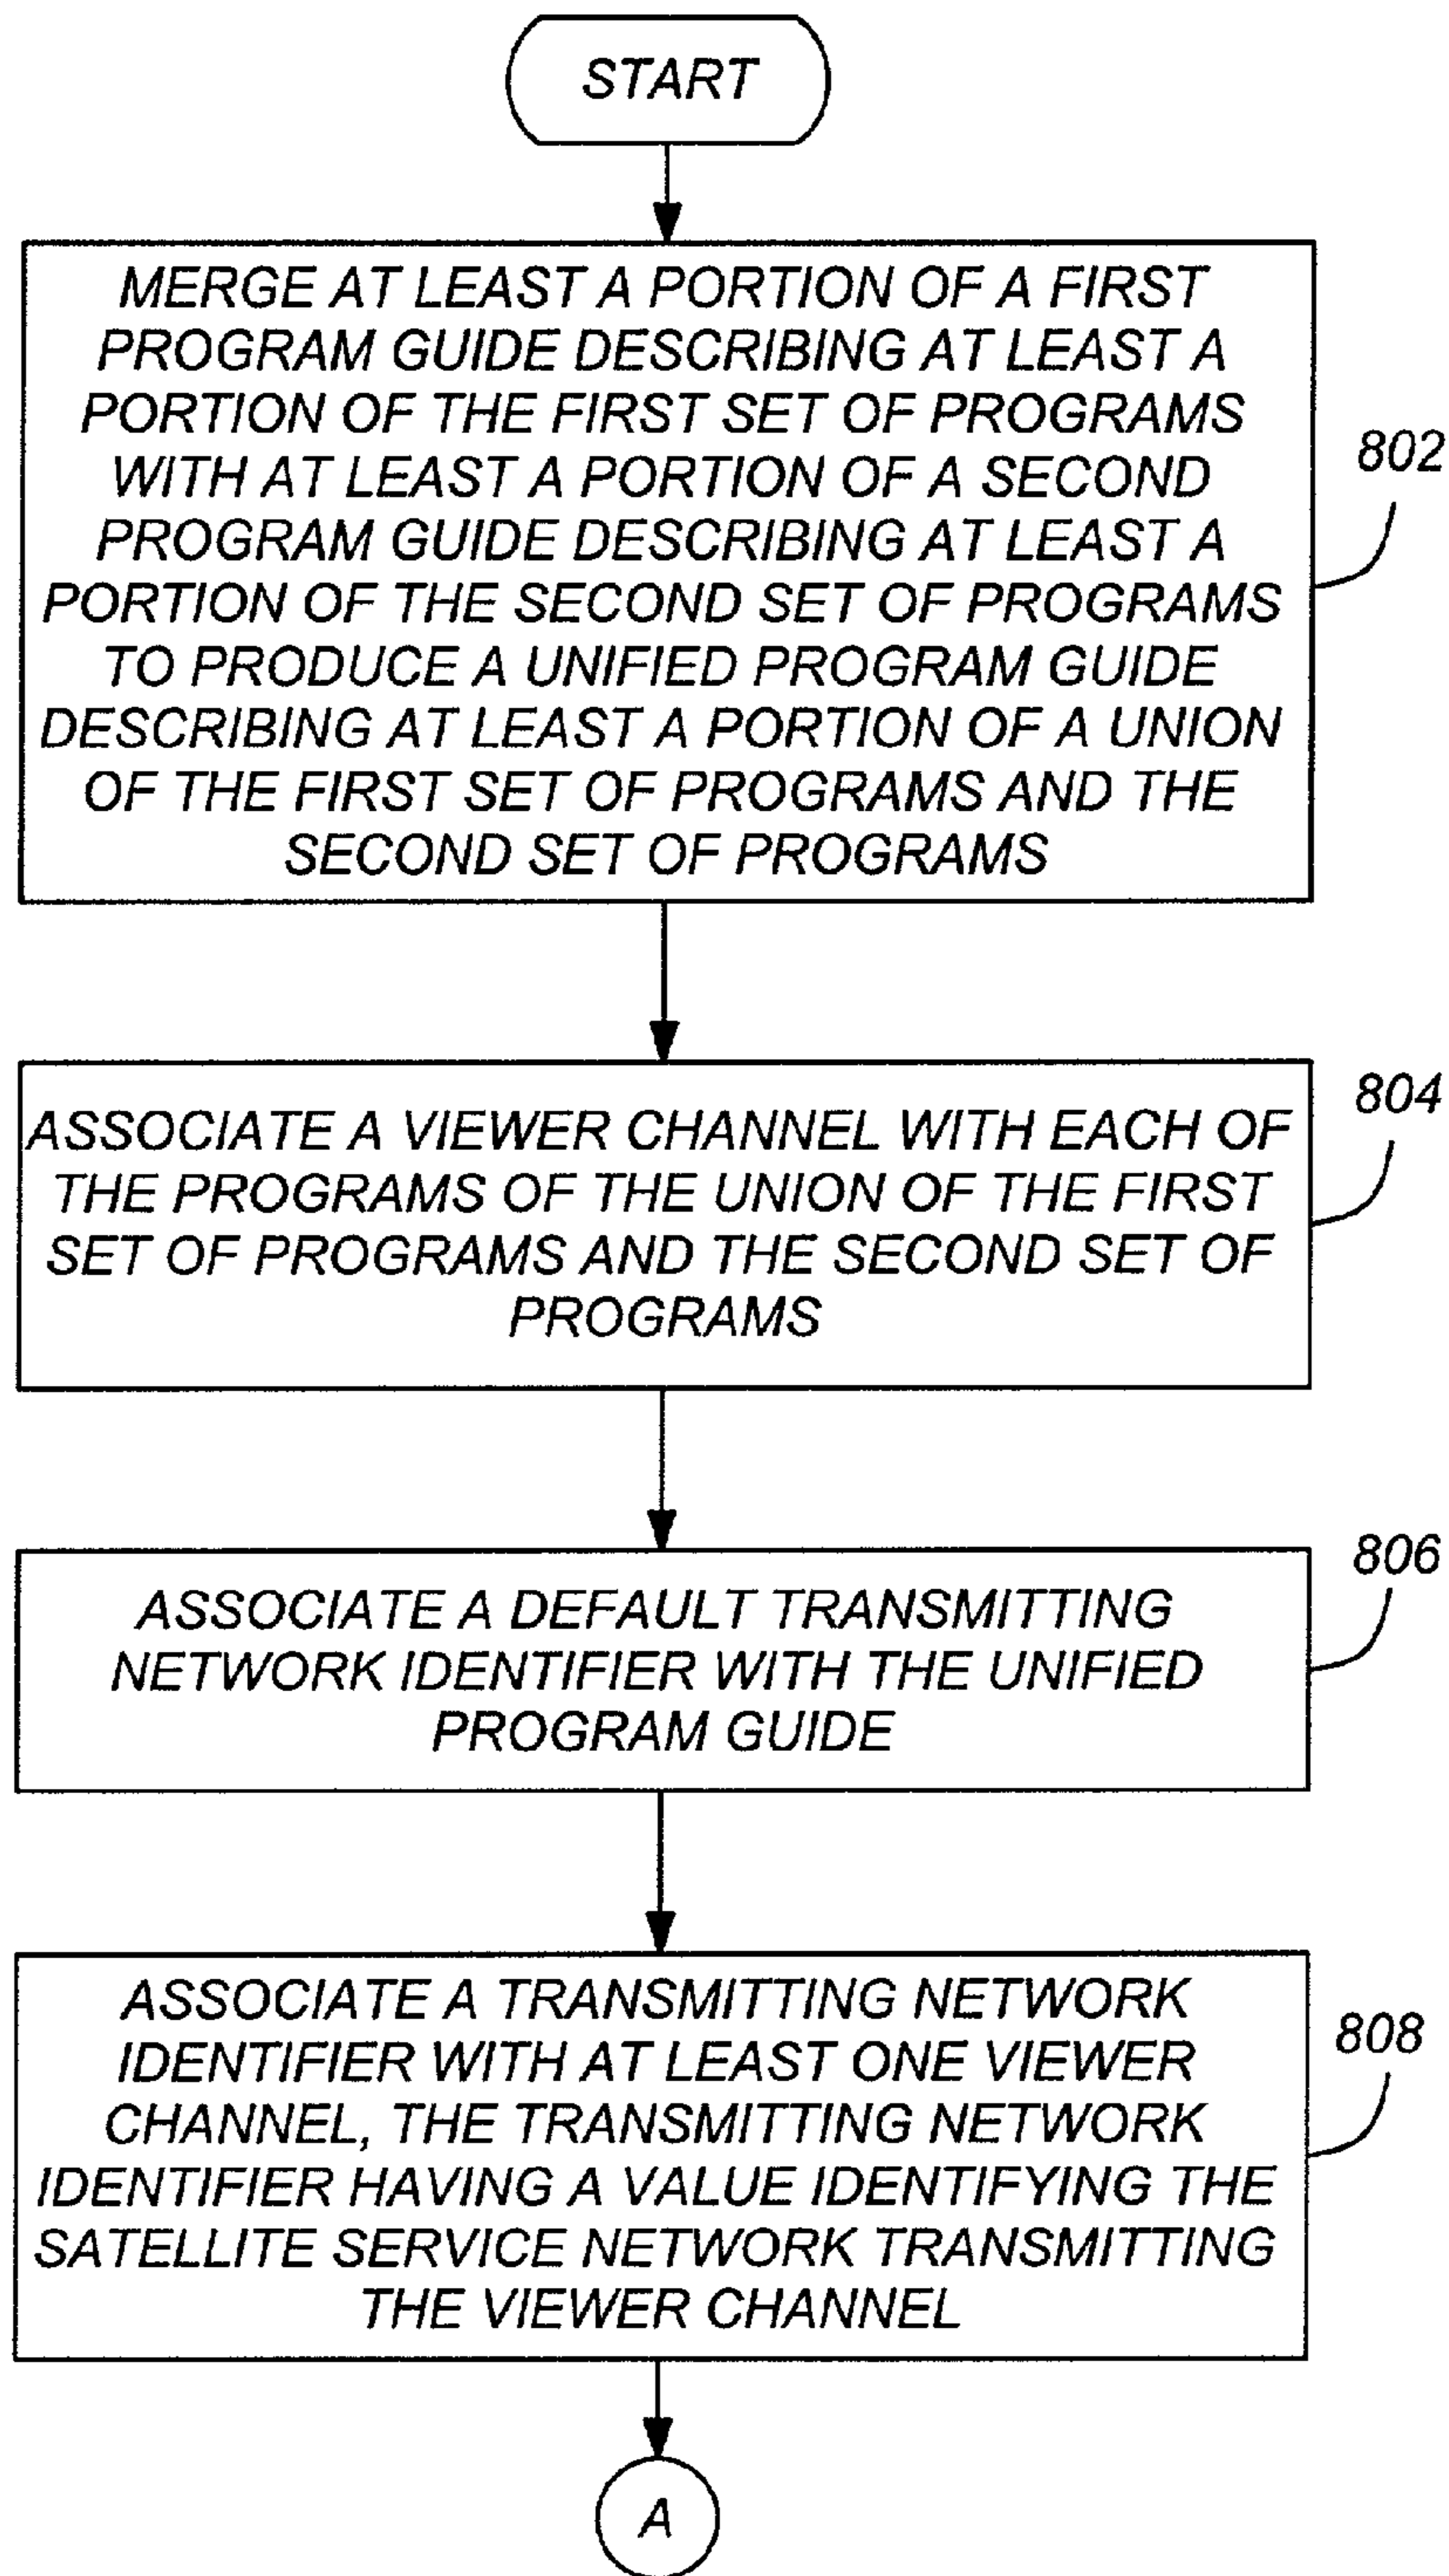 START
MERGE AT LEAST A PORTION OF A FIRST
PROGRAM GUIDE DESCRIBING AT LEAST A
PORTION OF THE FIRST SET OF PROGRAMS
WITH AT LEAST A PORTION OF A SECOND
PROGRAM GUIDE DESCRIBING AT LEAST A
PORTION OF THE SECOND SET OF PROGRAMS
TO PRODUCE A UNIFIED PROGRAM GUIDE
DESCRIBING AT LEAST A PORTION OF A UNION
OF THE FIRST SET OF PROGRAMS AND THE
SECOND SET OF PROGRAMS
802
ASSOCIATE A VIEWER CHANNEL WITH EACH OF
THE PROGRAMS OF THE UNION OF THE FIRST
SET OF PROGRAMS AND THE SECOND SET OF
PROGRAMS
804
ASSOCIATE A DEFAULT TRANSMITTING
NETWORK IDENTIFIER WITH THE UNIFIED
PROGRAM GUIDE
806
ASSOCIATE A TRANSMITTING NETWORK
IDENTIFIER WITH AT LEAST ONE VIEWER
CHANNEL, THE TRANSMITTING NETWORK
IDENTIFIER HAVING A VALUE IDENTIFYING THE
SATELLITE SERVICE NETWORK TRANSMITTING
THE VIEWER CHANNEL
808
A